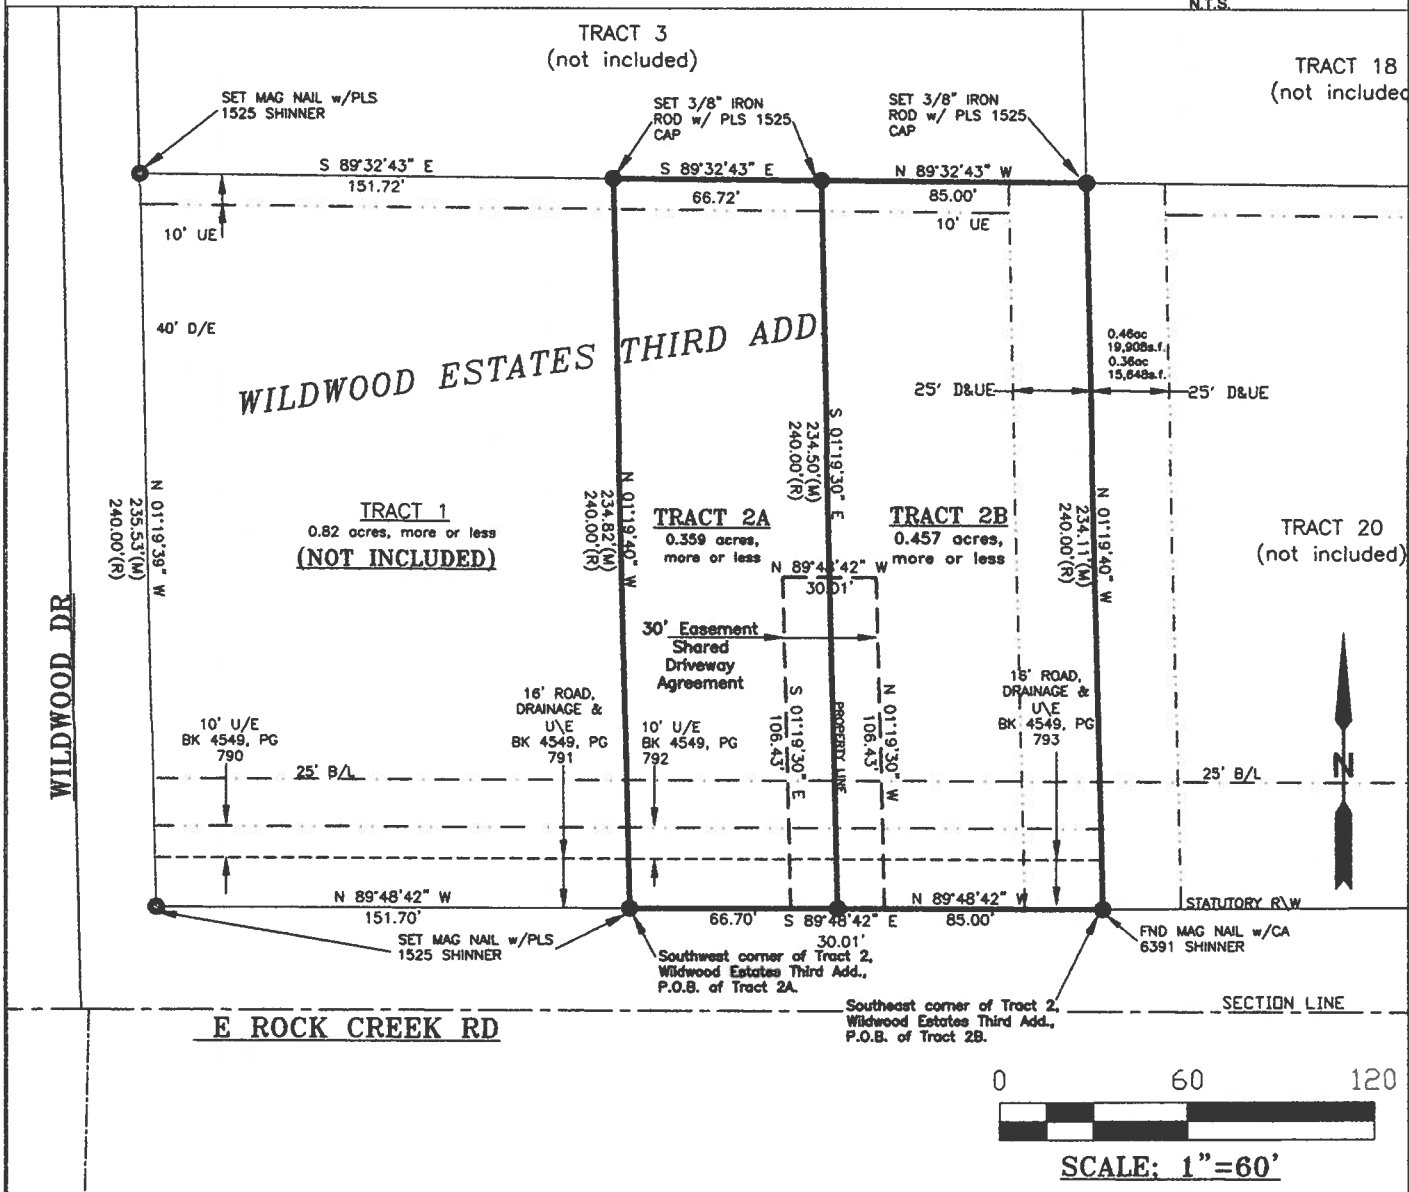 N.T.S.
TRACT 3
(not included)
TRACT 18
(not included
SET MAG NAIL w/PLS
1525 SHINNER
SET 3/8" IRON
ROD w/ PLS 1525
CAP
SET 3/8" IRON
ROD w/ PLS 1525
CAP
S 89°32'43" E
151.72'
S 89°32'43" E
66.72'
N 89°32'43" W
85.00'
10' UE
10' UE
40' D/E
WILDWOOD ESTATES THIRD ADD
0.46ac
19,908s.f.
0.36ac
15,648s.f.
25' D&UE
25' D&UE
N 01°19'39" W
235.53'(M)
240.00'(R)
TRACT 1
0.82 acres, more or less
(NOT INCLUDED)
N 01°19'40" W
234.82'(M)
240.00'(R)
TRACT 2A
0.359 acres,
more or less
S 01°19'30" E
234.50'(M)
240.00'(R)
TRACT 2B
0.457 acres,
more or less
N 01°19'40" W
234.11'(M)
240.00'(R)
TRACT 20
(not included)
N 89°48'42" W
30.01'
30' Easement
Shared
Driveway
Agreement
S 01°19'30" E
106.43'
PROPERTY LINE
N 01°19'30" W
106.43'
WILDWOOD DR
10' U/E
BK 4549, PG
790
16' ROAD,
DRAINAGE &
U\E
BK 4549, PG
791
10' U/E
BK 4549, PG
792
16' ROAD,
DRAINAGE &
U\E
BK 4549, PG
793
25' B/L
25' B/L
N
N 89°48'42" W
151.70'
66.70'
S 89°48'42" E
30.01'
N 89°48'42" W
85.00'
STATUTORY R\W
SET MAG NAIL w/PLS
1525 SHINNER
Southwest corner of Tract 2,
Wildwood Estates Third Add.,
P.O.B. of Tract 2A.
FND MAG NAIL w/CA
6391 SHINNER
Southeast corner of Tract 2,
Wildwood Estates Third Add.,
P.O.B. of Tract 2B.
SECTION LINE
E ROCK CREEK RD
0 60 120
SCALE; 1"=60'